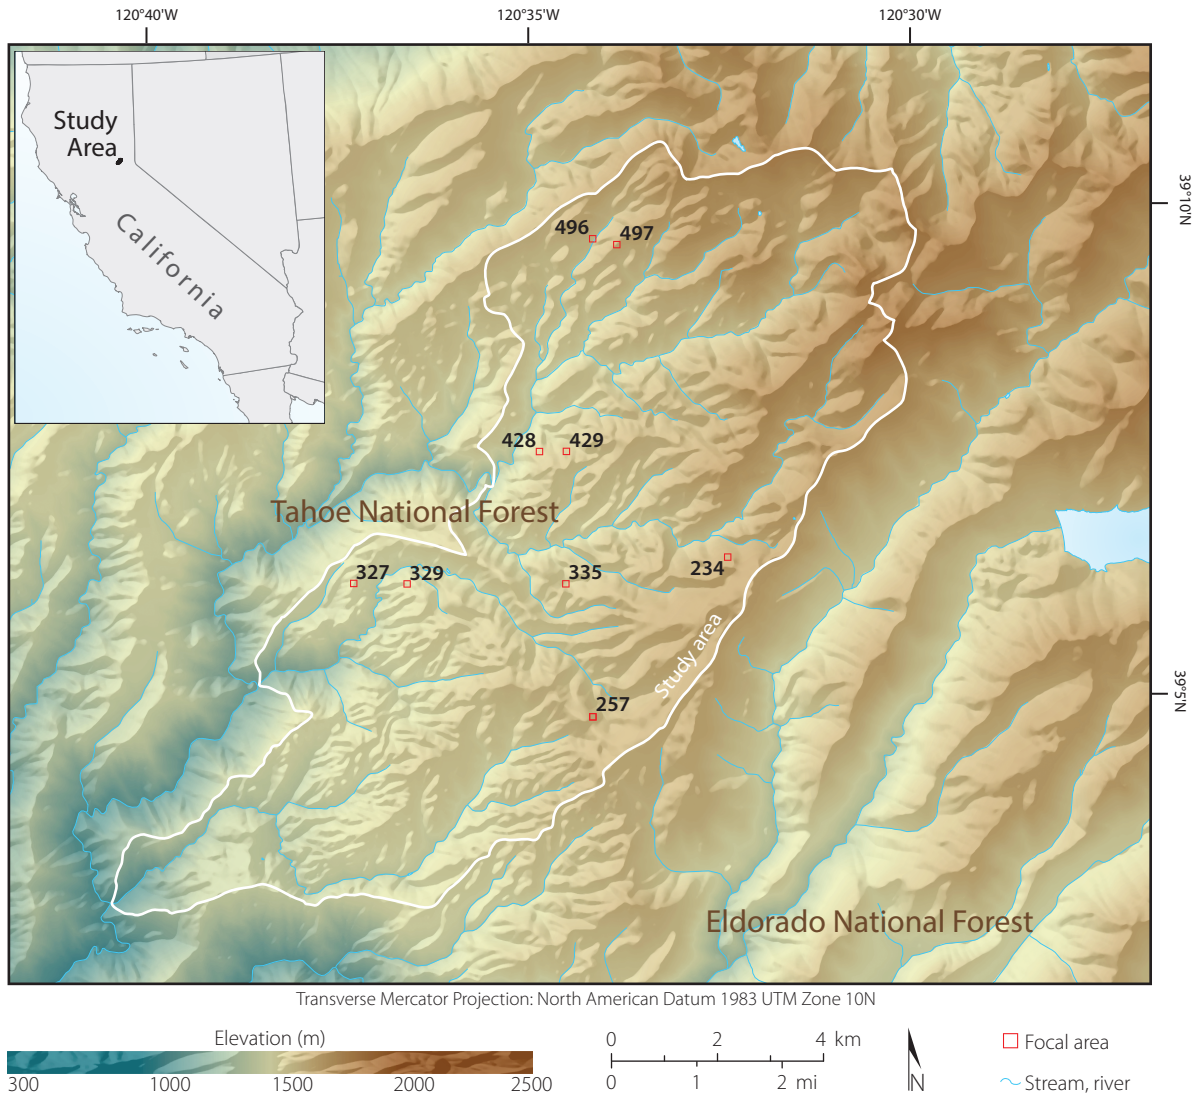 120°40'W
120°35'W
120°30'W
Study
Area
California
39°10'N
496
497
428
429
Tahoe National Forest
327
329
335
234
Study area
39°5'N
257
Eldorado National Forest
Transverse Mercator Projection: North American Datum 1983 UTM Zone 10N
Elevation (m)
300 1000 1500 2000 2500
0 2 4 km
0 1 2 mi
N
Focal area
Stream, river